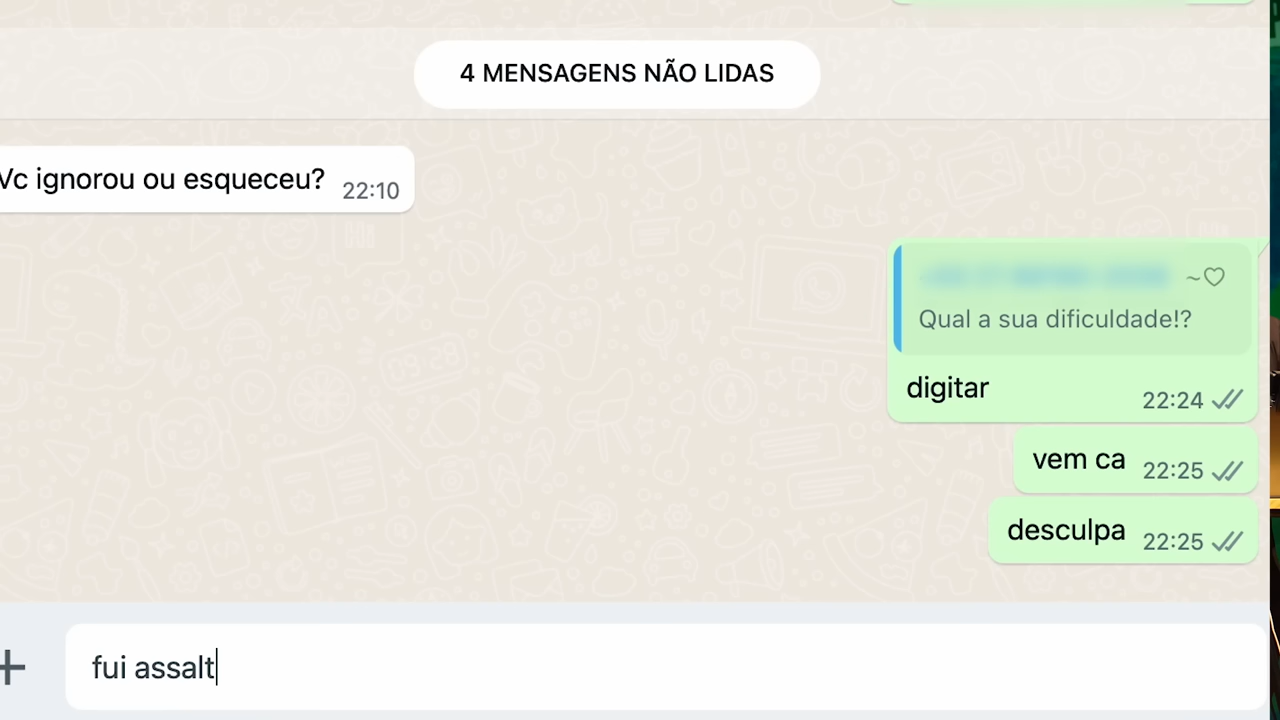 4 MENSAGENS NÃO LIDAS
Vc ignorou ou esqueceu? 22:10
~♡
Qual a sua dificuldade!?
digitar 22:24
vem ca 22:25
desculpa 22:25
fui assalt